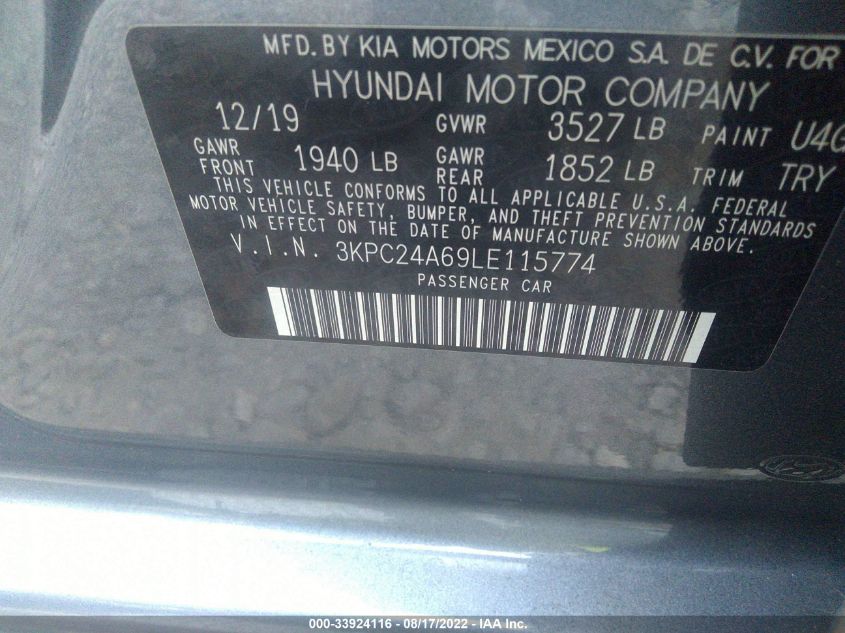 MFD. BY KIA MOTORS MEXICO S.A. DE C.V. FOR
HYUNDAI MOTOR COMPANY
12/19 GVWR 3527 LB PAINT U4G
GAWR FRONT 1940 LB GAWR REAR 1852 LB TRIM TRY
THIS VEHICLE CONFORMS TO ALL APPLICABLE U.S.A. FEDERAL
MOTOR VEHICLE SAFETY, BUMPER, AND THEFT PREVENTION STANDARDS
IN EFFECT ON THE DATE OF MANUFACTURE SHOWN ABOVE.
V.I.N. 3KPC24A69LE115774
PASSENGER CAR
000-33924116 - 08/17/2022 - IAA Inc.